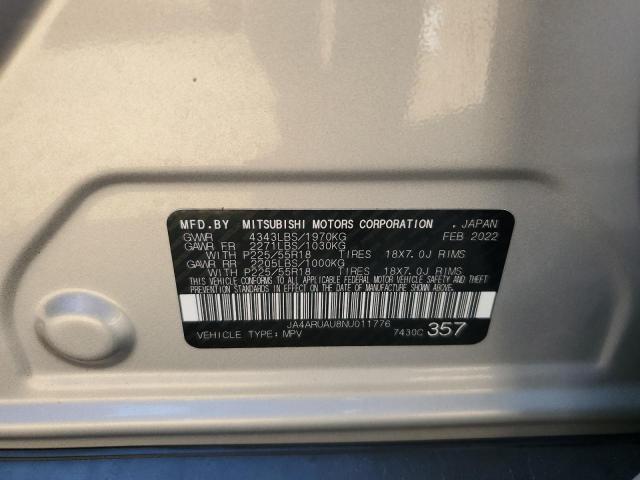 MFD.BY MITSUBISHI MOTORS CORPORATION , JAPAN
GVWR 4343LBS/1970KG FEB 2022
GAWR FR 2271LBS/1030KG
WITH P225/55R18 TIRES 18X7.0J RIMS
GAWR RR 2205LBS/1000KG
WITH P225/55R18 TIRES 18X7.0J RIMS
THIS VEHICLE CONFORMS TO ALL APPLICABLE FEDERAL MOTOR VEHICLE SAFETY, BUMPER, AND THEFT PREVENTION STANDARDS IN EFFECT ON THE DATE OF MANUFACTURE SHOWN ABOVE.
JA4ARUAU8NU011776
VEHICLE TYPE: MPV 7430C 357